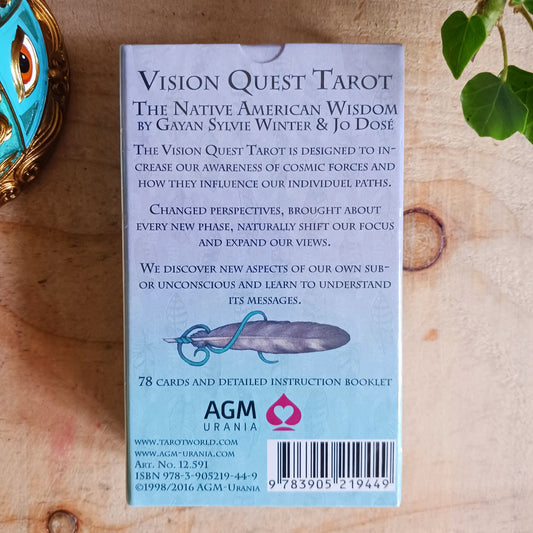 VISION QUEST TAROT
THE NATIVE AMERICAN WISDOM
BY GAYAN SYLVIE WINTER & JO DOSÉ
THE VISION QUEST TAROT IS DESIGNED TO IN-
CREASE OUR AWARENESS OF COSMIC FORCES AND
HOW THEY INFLUENCE OUR INDIVIDUEL PATHS.
CHANGED PERSPECTIVES, BROUGHT ABOUT
EVERY NEW PHASE, NATURALLY SHIFT OUR FOCUS
AND EXPAND OUR VIEWS.
WE DISCOVER NEW ASPECTS OF OUR OWN SUB-
OR UNCONSCIOUS AND LEARN TO UNDERSTAND
ITS MESSAGES.
78 CARDS AND DETAILED INSTRUCTION BOOKLET
AGM
URANIA
WWW.TAROTWORLD.COM
WWW.AGM-URANIA.COM
ART. NO. 12.591
ISBN 978-3-905219-44-9
©1998/2016 AGM-URANIA
9 783905 219449